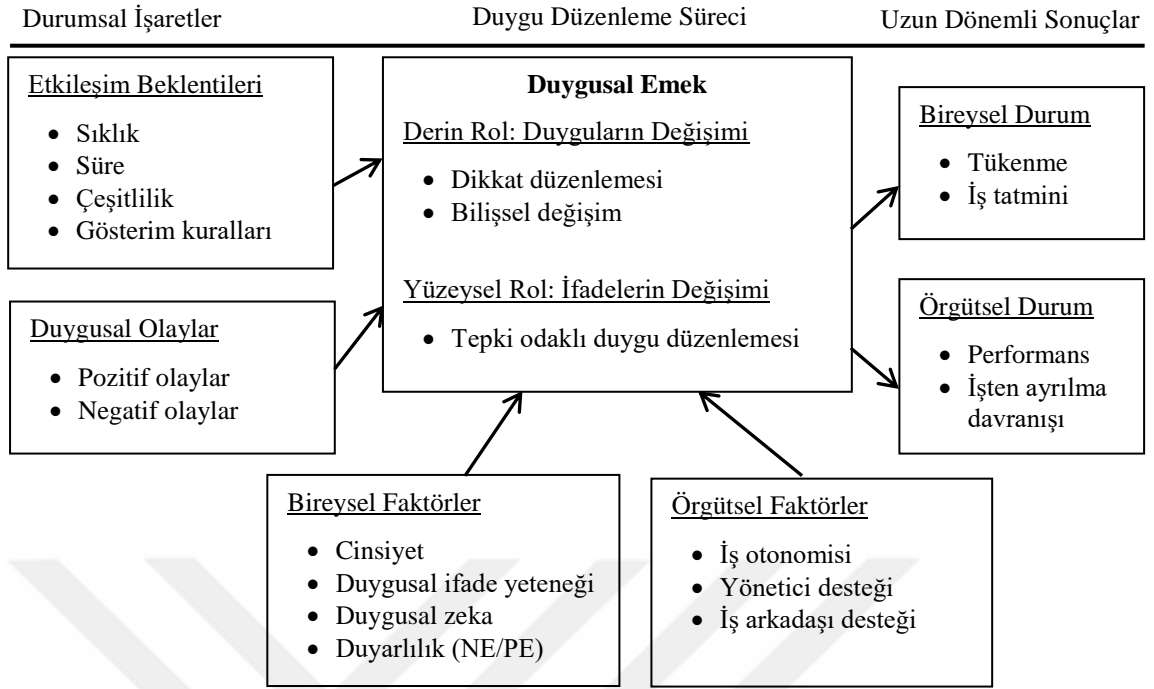 Durumsal İşaretler
Duygu Düzenleme Süreci
Uzun Dönemli Sonuçlar
Etkileşim Beklentileri
• Sıklık
• Süre
• Çeşitlilik
• Gösterim kuralları
Duygusal Olaylar
• Pozitif olaylar
• Negatif olaylar
Duygusal Emek
Derin Rol: Duyguların Değişimi
• Dikkat düzenlemesi
• Bilişsel değişim
Yüzeysel Rol: İfadelerin Değişimi
• Tepki odaklı duygu düzenlemesi
Bireysel Durum
• Tükenme
• İş tatmini
Örgütsel Durum
• Performans
• İşten ayrılma
davranışı
Bireysel Faktörler
• Cinsiyet
• Duygusal ifade yeteneği
• Duygusal zeka
• Duyarlılık (NE/PE)
Örgütsel Faktörler
• İş otonomisi
• Yönetici desteği
• İş arkadaşı desteği